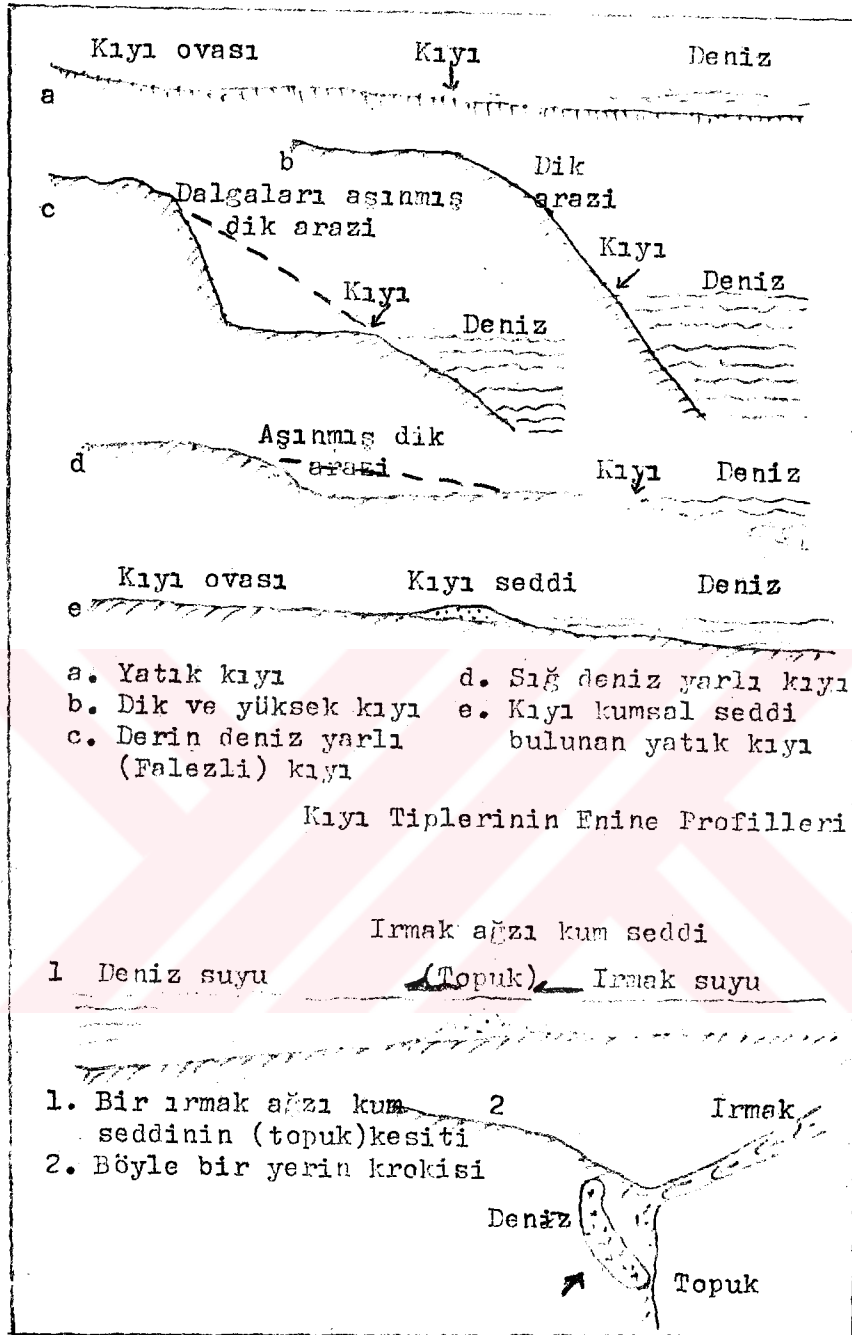 Kıyı ovası Kıyı Deniz
a
b Dik arazi
c Dalgaları aşınmış dik arazi
Kıyı
Deniz
Kıyı
Deniz
d Aşınmış dik arazi
Kıyı Deniz
Kıyı ovası Kıyı seddi Deniz
e
a. Yatık kıyı
b. Dik ve yüksek kıyı
c. Derin deniz yarlı
(Falezli) kıyı
d. Sığ deniz yarlı kıyı
e. Kıyı kumsal seddi
bulunan yatık kıyı
Kıyı Tiplerinin Enine Profilleri
Irmak ağzı kum seddi
1 Deniz suyu (Topuk) Irmak suyu
1. Bir ırmak ağzı kum
seddinin (topuk)kesiti
2. Böyle bir yerin krokisi
2 Irmak
Deniz
Topuk